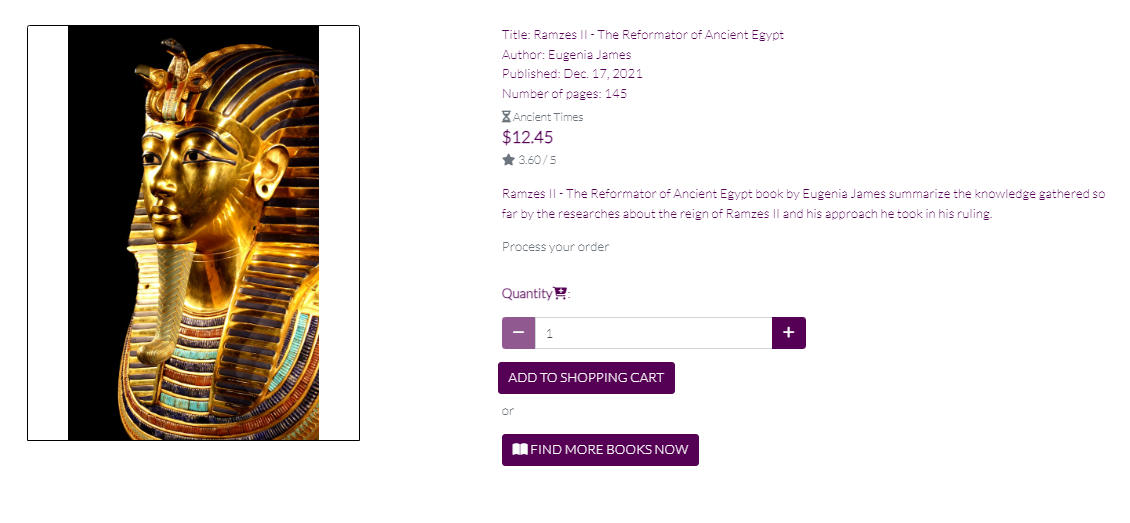 Title: Ramzes II - The Reformator of Ancient Egypt
Author: Eugenia James
Published: Dec. 17, 2021
Number of pages: 145
Ancient Times
$12.45
3.60 / 5
Ramzes II - The Reformator of Ancient Egypt book by Eugenia James summarize the knowledge gathered so
far by the researches about the reign of Ramzes II and his approach he took in his ruling.
Process your order
Quantity:
1
ADD TO SHOPPING CART
or
FIND MORE BOOKS NOW